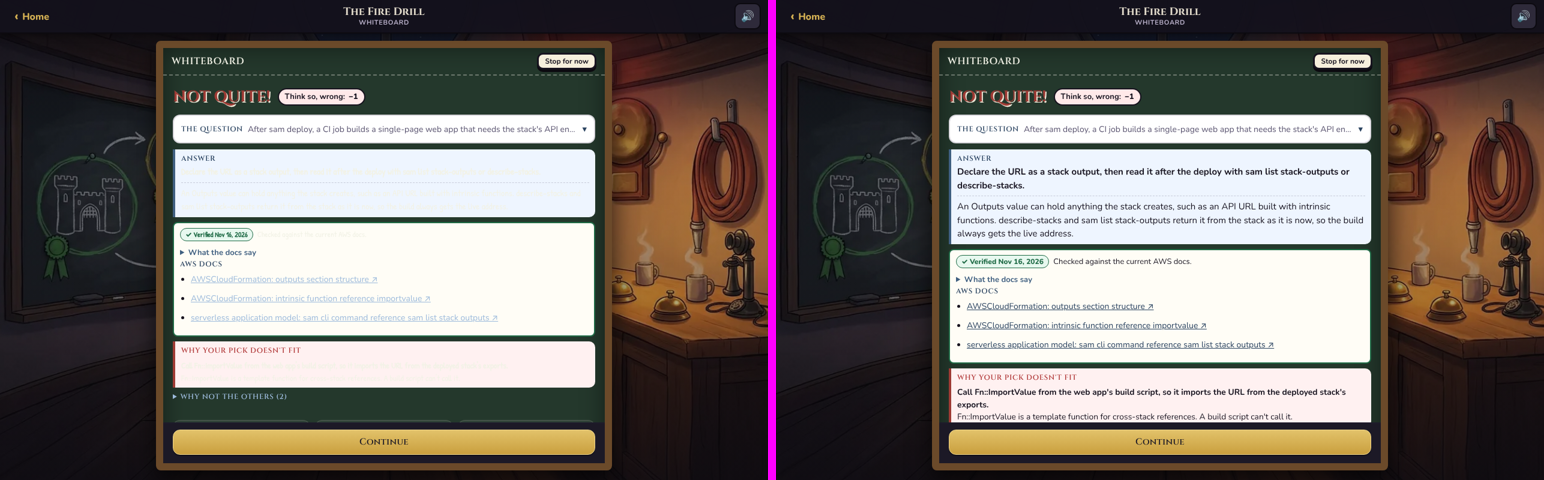 ‹ Home
The Fire Drill
WHITEBOARD
WHITEBOARD
Stop for now
NOT QUITE!
Think so, wrong: −1
THE QUESTION After sam deploy, a CI job builds a single-page web app that needs the stack's API en... ▼
ANSWER
✓ Verified Nov
, 2026
▶ What the docs say
AWS DOCS
• AWSCloudFormation: outputs section structure ↗
• AWSCloudFormation: intrinsic function reference importvalue ↗
• serverless application model: sam cli command reference sam list stack outputs ↗
WHY YOUR PICK DOESN'T FIT
▶ WHY NOT THE OTHERS (2)
Continue
‹ Home
The Fire Drill
WHITEBOARD
WHITEBOARD
Stop for now
NOT QUITE!
Think so, wrong: −1
THE QUESTION After sam deploy, a CI job builds a single-page web app that needs the stack's API en... ▼
ANSWER
Declare the URL as a stack output, then read it after the deploy with sam list stack-outputs or
describe-stacks.
An Outputs value can hold anything the stack creates, such as an API URL built with intrinsic
functions. describe-stacks and sam list stack-outputs return it from the stack as it is now, so the build
always gets the live address.
✓ Verified Nov 16, 2026 Checked against the current AWS docs.
▶ What the docs say
AWS DOCS
• AWSCloudFormation: outputs section structure ↗
• AWSCloudFormation: intrinsic function reference importvalue ↗
• serverless application model: sam cli command reference sam list stack outputs ↗
WHY YOUR PICK DOESN'T FIT
Call Fn::ImportValue from the web app's build script, so it imports the URL from the deployed stack's
exports.
Fn::ImportValue is a template function for cross-stack references. A build script can't call it.
Continue